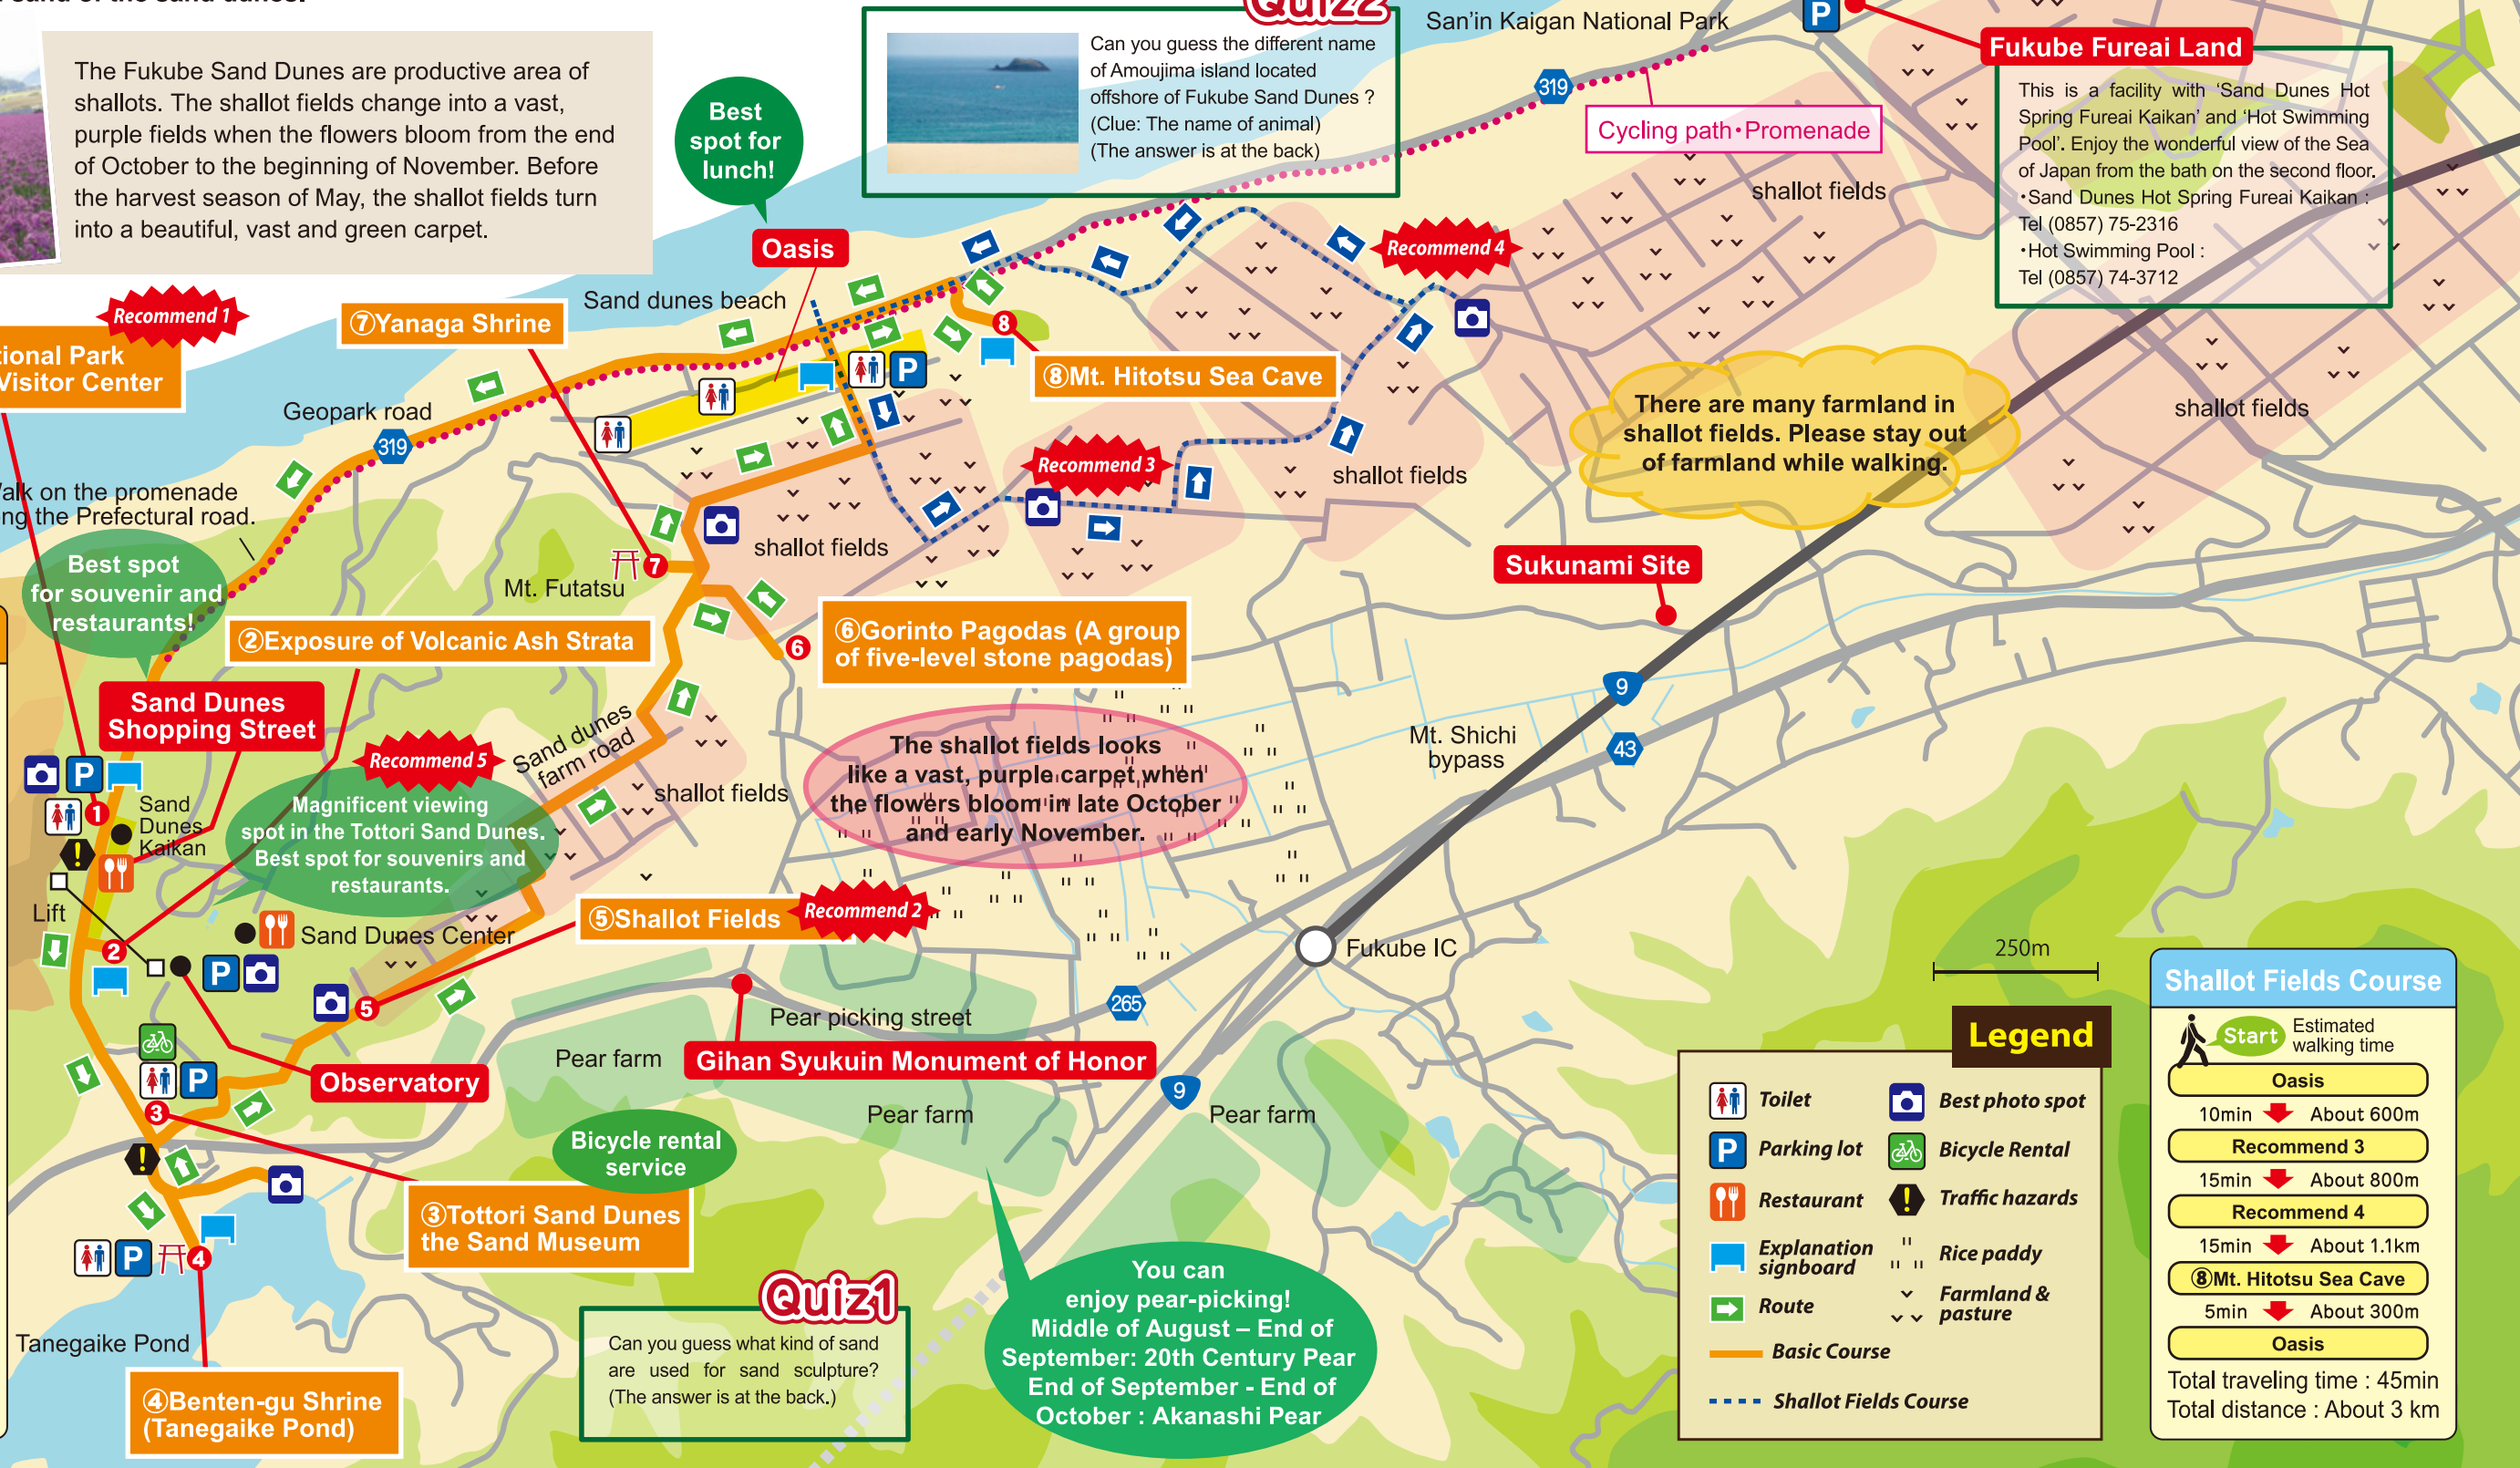 The Fukube Sand Dunes are productive area of
shallots. The shallot fields change into a vast,
purple fields when the flowers bloom from the end
of October to the beginning of November. Before
the harvest season of May, the shallot fields turn
into a beautiful, vast and green carpet.
Quiz2
Can you guess the different name
of Amoujima island located
offshore of Fukube Sand Dunes ?
(Clue: The name of animal)
(The answer is at the back)
San'in Kaigan National Park
P
319
Cycling path・Promenade
Fukube Fureai Land
This is a facility with 'Sand Dunes Hot
Spring Fureai Kaikan' and 'Hot Swimming
Pool'. Enjoy the wonderful view of the Sea
of Japan from the bath on the second floor.
・Sand Dunes Hot Spring Fureai Kaikan :
Tel (0857) 75-2316
・Hot Swimming Pool :
Tel (0857) 74-3712
Best
spot for
lunch!
Oasis
Sand dunes beach
Recommend 1
Visitor Center
⑦Yanaga Shrine
Geopark road
319
P
8
⑧Mt. Hitotsu Sea Cave
Recommend 4
shallot fields
Recommend 3
shallot fields
There are many farmland in
shallot fields. Please stay out
of farmland while walking.
shallot fields
on the promenade
the Prefectural road.
Best spot
for souvenir and
restaurants!
Mt. Futatsu
7
shallot fields
②Exposure of Volcanic Ash Strata
6
⑥Gorinto Pagodas (A group
of five-level stone pagodas)
Sukunami Site
9
43
Mt. Shichi
bypass
Sand Dunes
Shopping Street
Recommend 5
Sand dunes
farm road
Magnificent viewing
spot in the Tottori Sand Dunes.
Best spot for souvenirs and
restaurants.
shallot fields
The shallot fields looks
like a vast, purple carpet when
the flowers bloom in late October
and early November.
P
1
Sand
Dunes
Kaikan
Lift
2
Sand Dunes Center
P
5
⑤Shallot Fields
Recommend 2
Fukube IC
265
Pear picking street
Gihan Syukuin Monument of Honor
Pear farm
Pear farm
Pear farm
9
Observatory
P
3
Bicycle rental
service
③Tottori Sand Dunes
the Sand Museum
P
4
Tanegaike Pond
④Benten-gu Shrine
(Tanegaike Pond)
Quiz1
Can you guess what kind of sand
are used for sand sculpture?
(The answer is at the back.)
You can
enjoy pear-picking!
Middle of August – End of
September: 20th Century Pear
End of September - End of
October : Akanashi Pear
250m
Legend
Toilet
Best photo spot
P
Parking lot
Bicycle Rental
Restaurant
Traffic hazards
Explanation
signboard
Rice paddy
Route
Farmland &
pasture
Basic Course
Shallot Fields Course
Shallot Fields Course
Start
Estimated
walking time
Oasis
10min About 600m
Recommend 3
15min About 800m
Recommend 4
15min About 1.1km
⑧Mt. Hitotsu Sea Cave
5min About 300m
Oasis
Total traveling time : 45min
Total distance : About 3 km